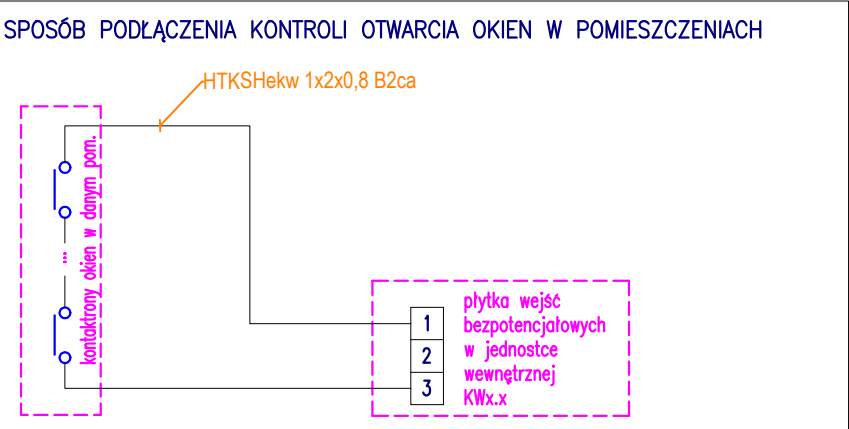 SPOSÓB PODŁĄCZENIA KONTROLI OTWARCIA OKIEN W POMIESZCZENIACH
HTKSHekw 1x2x0,8 B2ca
kontaktrony okien w danym pom.
...
1
2
3
płytka wejść
bezpotencjałowych
w jednostce
wewnętrznej
KWx.x